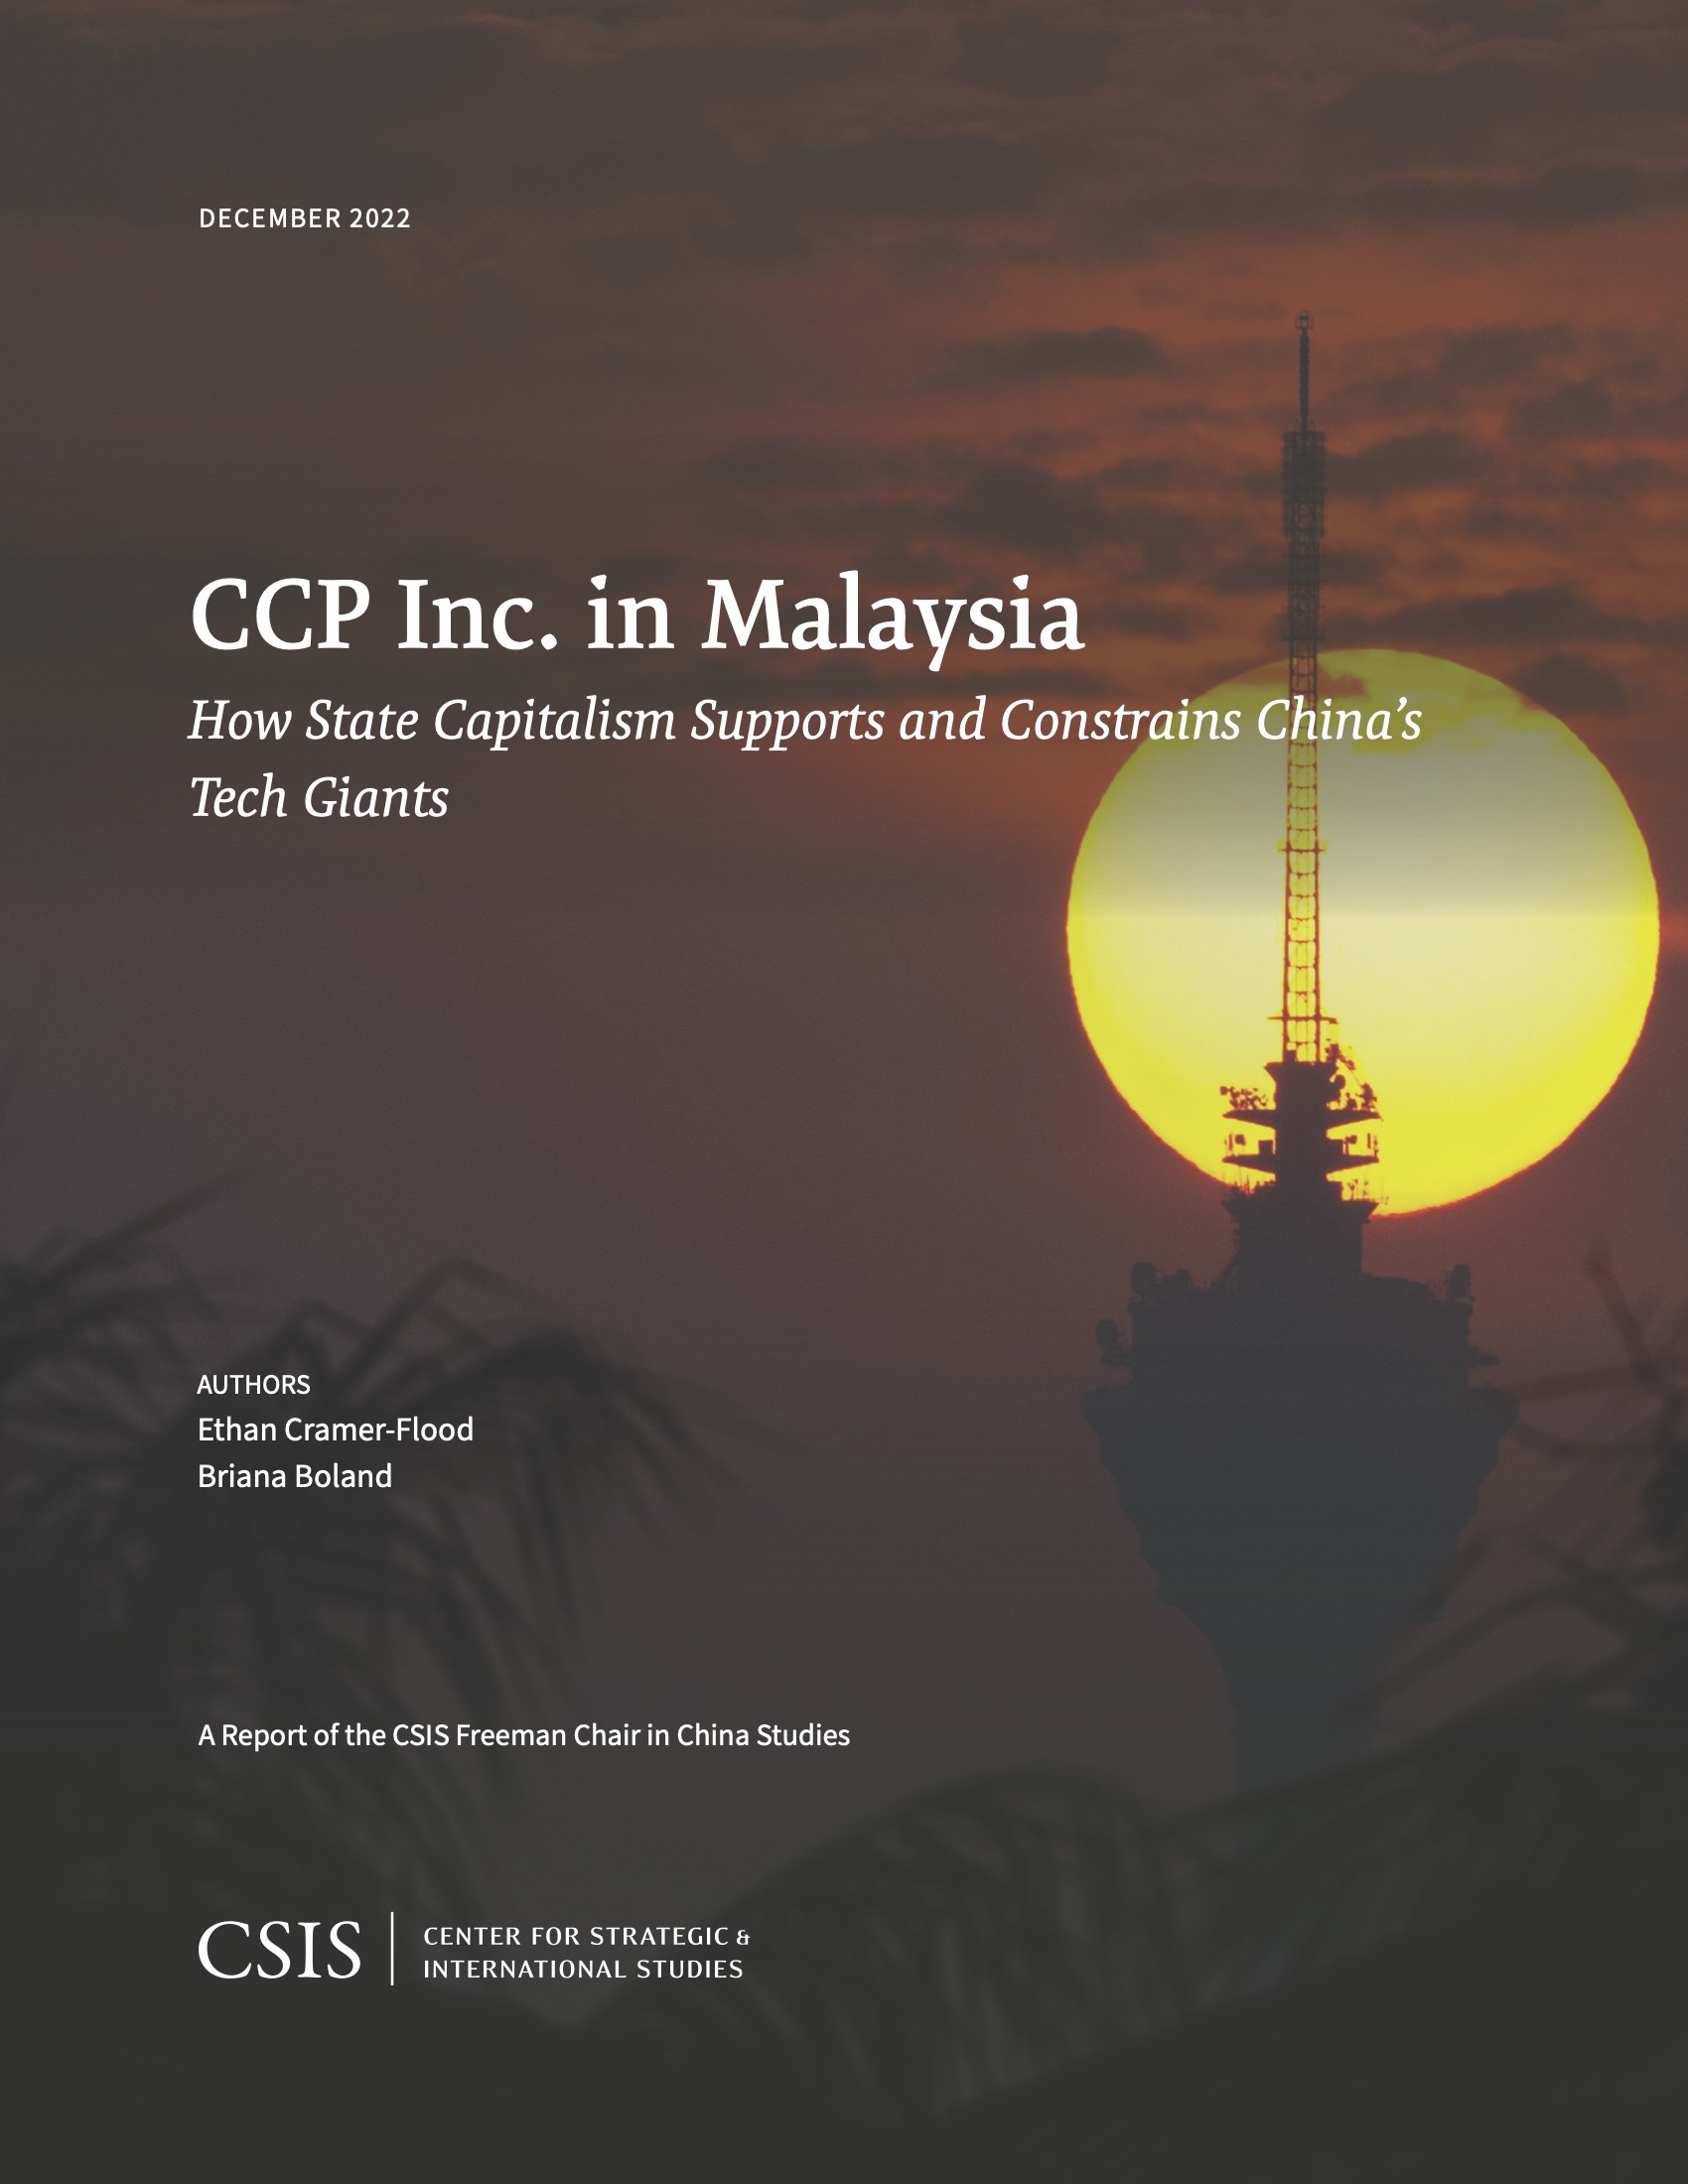 DECEMBER 2022
CCP Inc. in Malaysia
How State Capitalism Supports and Constrains China’s
Tech Giants
AUTHORS
Ethan Cramer-Flood
Briana Boland
A Report of the CSIS Freeman Chair in China Studies
CSIS | CENTER FOR STRATEGIC &
INTERNATIONAL STUDIES